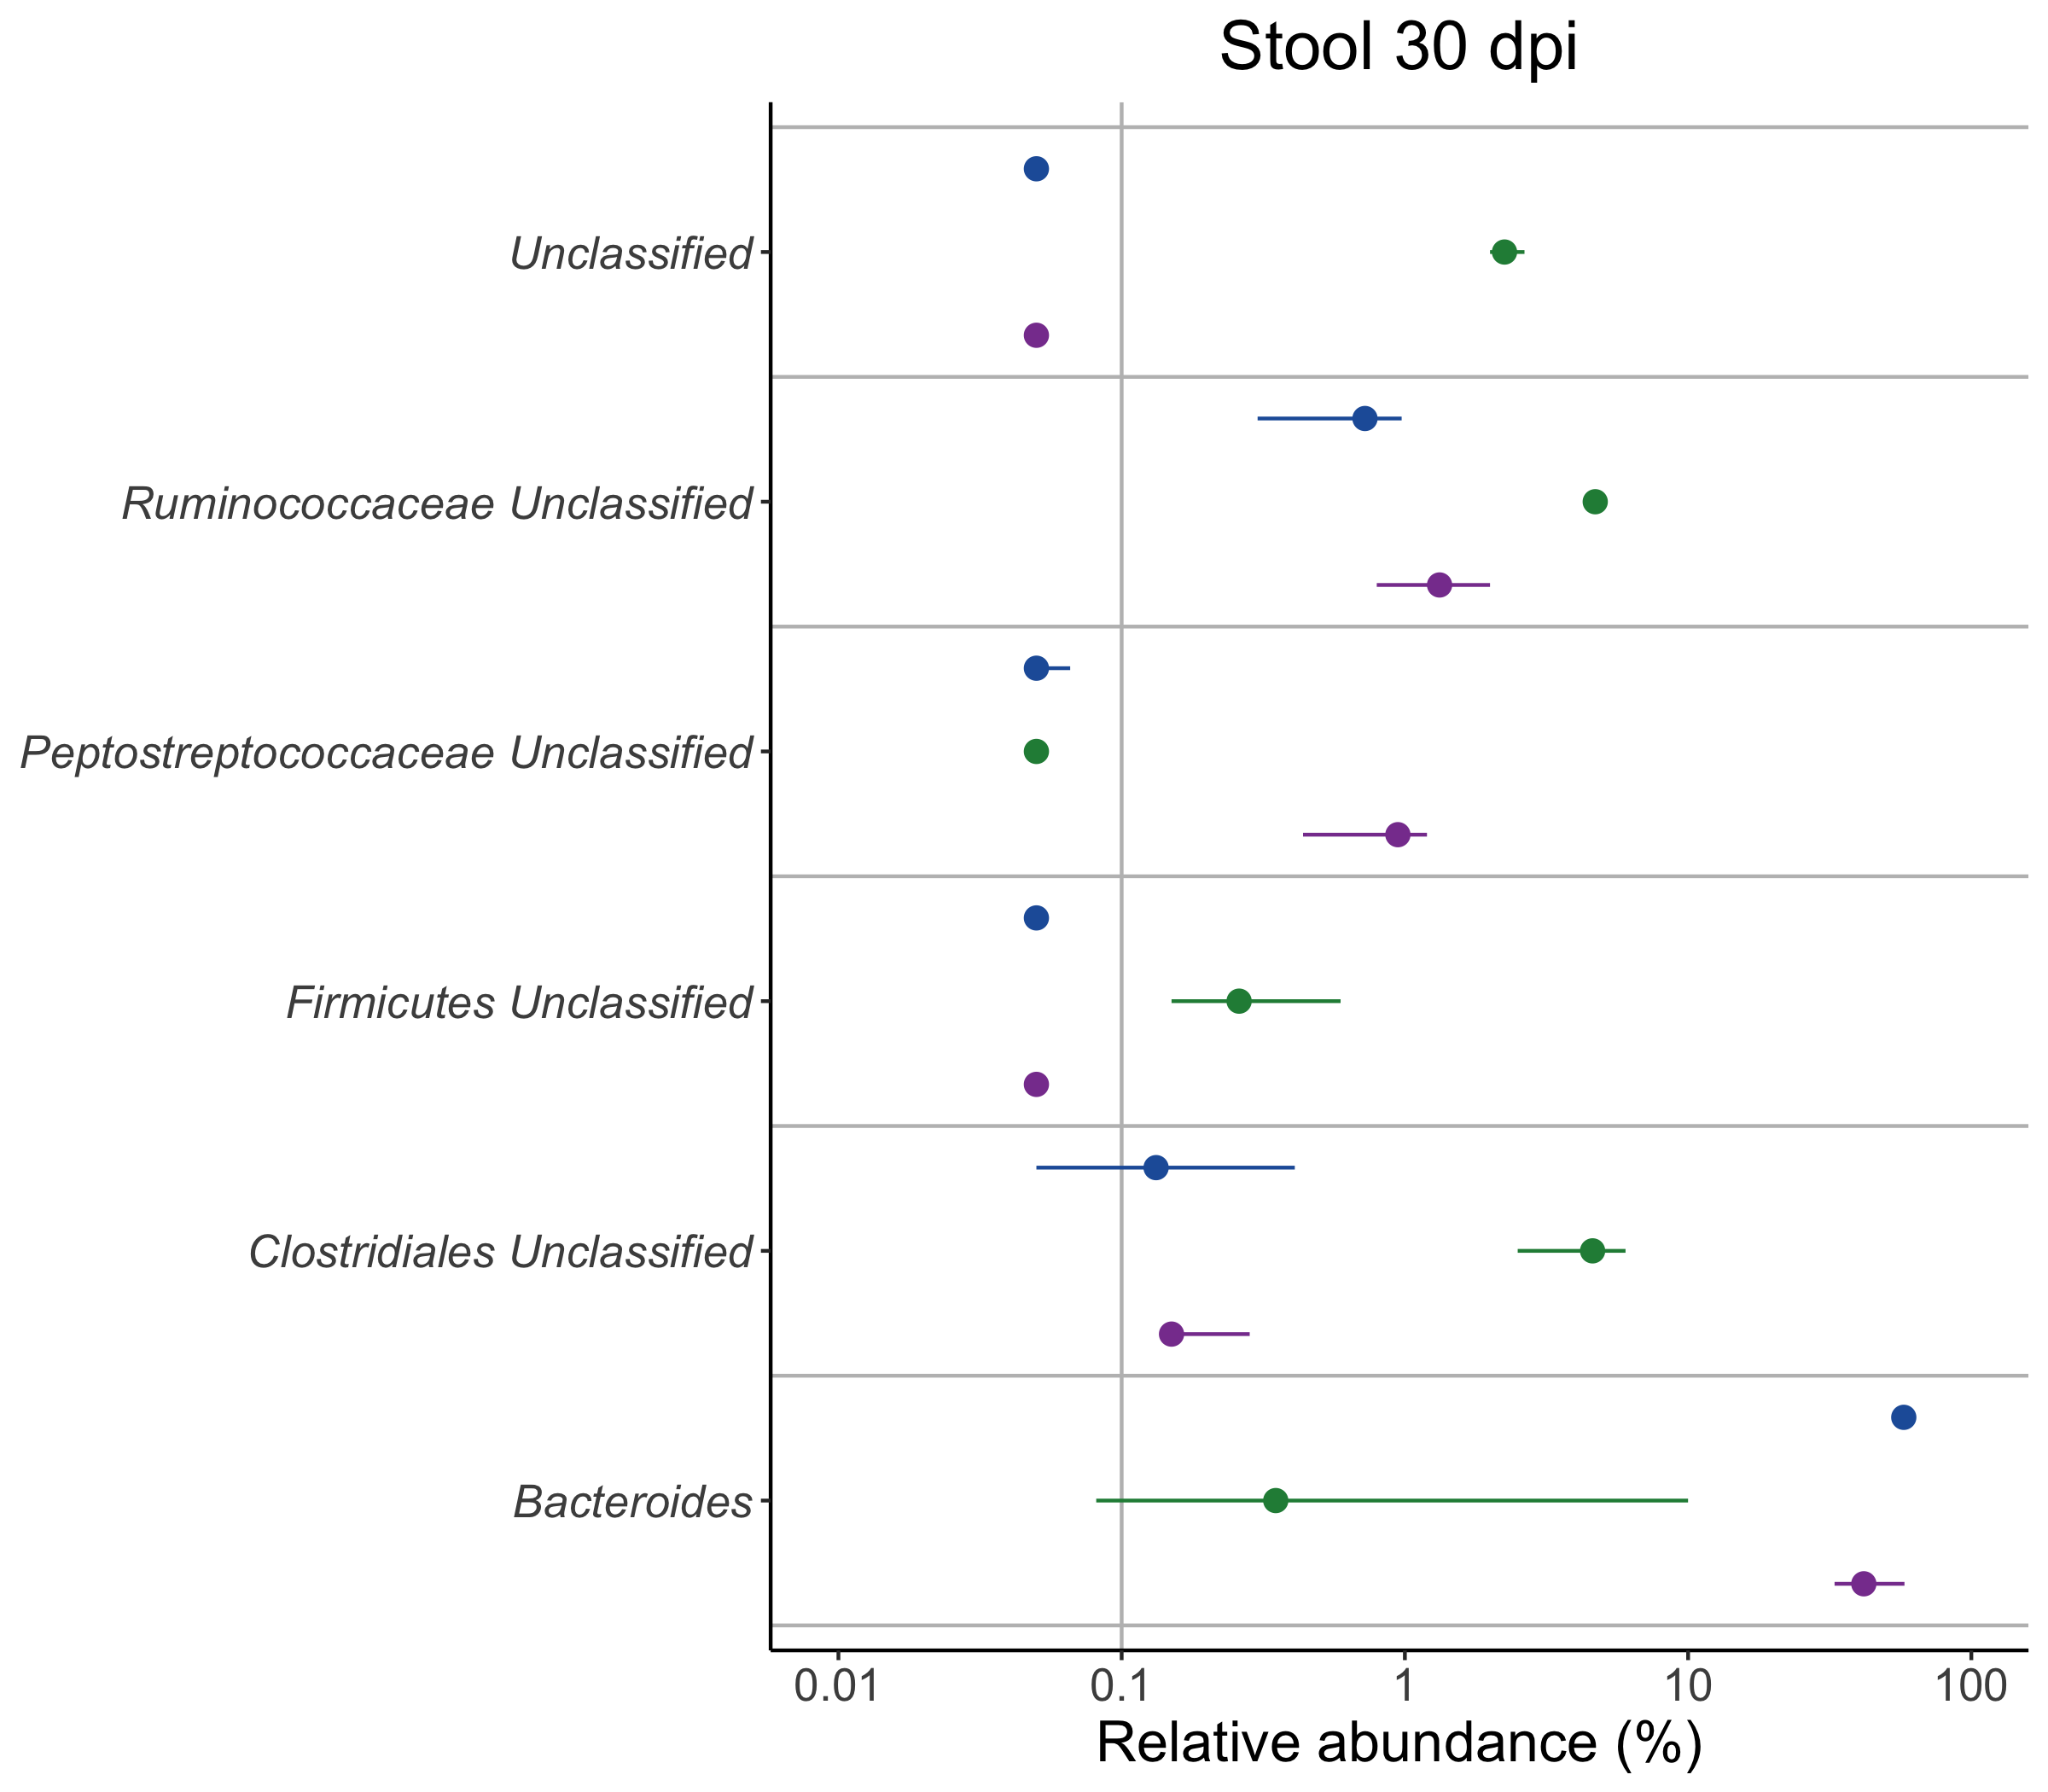 Stool 30 dpi
Unclassified
Ruminococcaceae Unclassified
Peptostreptococcaceae Unclassified
Firmicutes Unclassified
Clostridiales Unclassified
Bacteroides
0.01 0.1 1 10 100
Relative abundance (%)